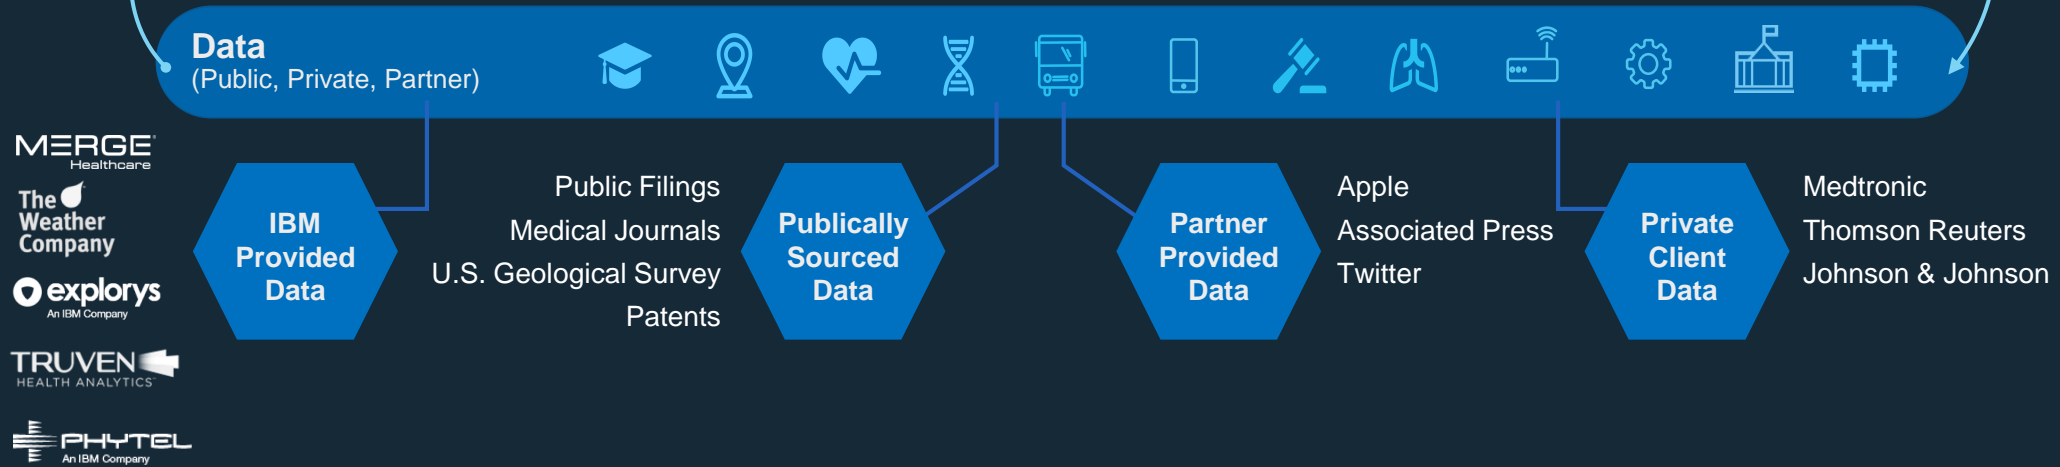 Data
(Public, Private, Partner)
MERGE
Healthcare
The
Weather
Company
explorys
An IBM Company
TRUVEN
HEALTH ANALYTICS
PHYTEL
An IBM Company
IBM
Provided
Data
Public Filings
Medical Journals
U.S. Geological Survey
Patents
Publically
Sourced
Data
Partner
Provided
Data
Apple
Associated Press
Twitter
Private
Client
Data
Medtronic
Thomson Reuters
Johnson & Johnson